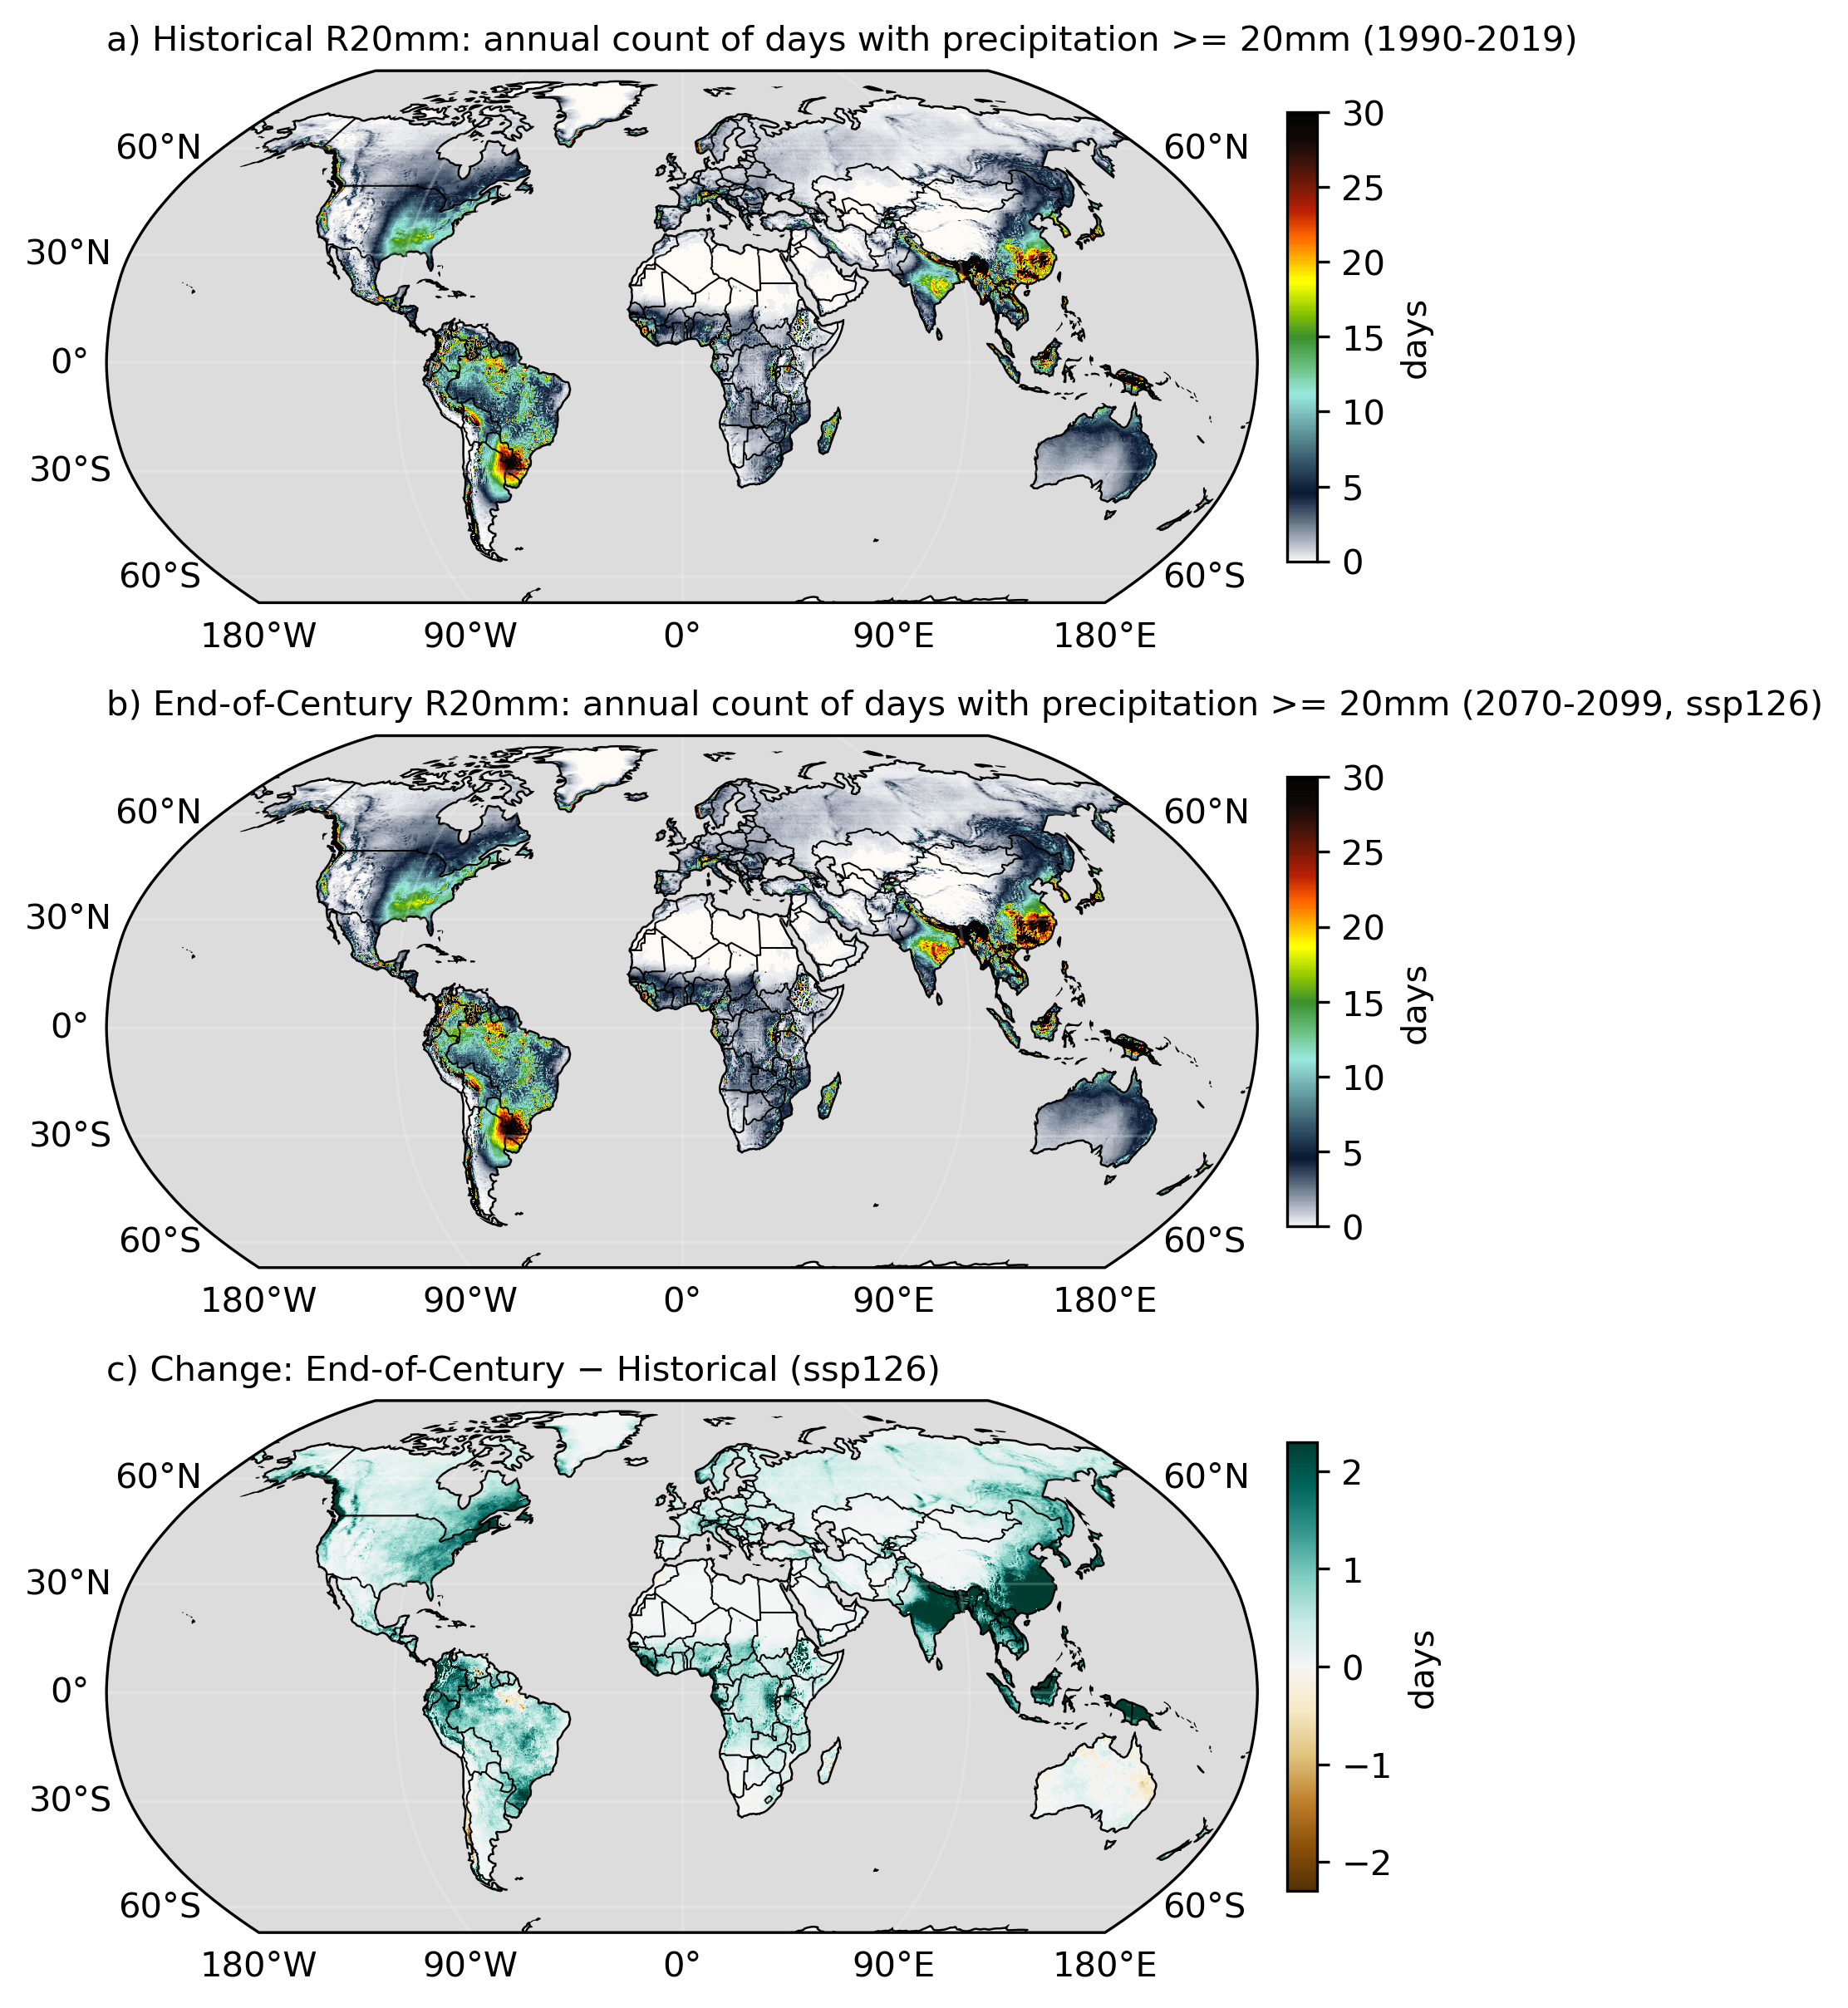 a) Historical R20mm: annual count of days with precipitation >= 20mm (1990-2019)
60°N
60°N
30°N
0°
30°S
60°S
60°S
180°W
90°W
0°
90°E
180°E
30
25
20
15
10
5
0
days
b) End-of-Century R20mm: annual count of days with precipitation >= 20mm (2070-2099, ssp126)
60°N
60°N
30°N
0°
30°S
60°S
60°S
180°W
90°W
0°
90°E
180°E
30
25
20
15
10
5
0
days
c) Change: End-of-Century − Historical (ssp126)
60°N
60°N
30°N
0°
30°S
60°S
60°S
180°W
90°W
0°
90°E
180°E
2
1
0
−1
−2
days